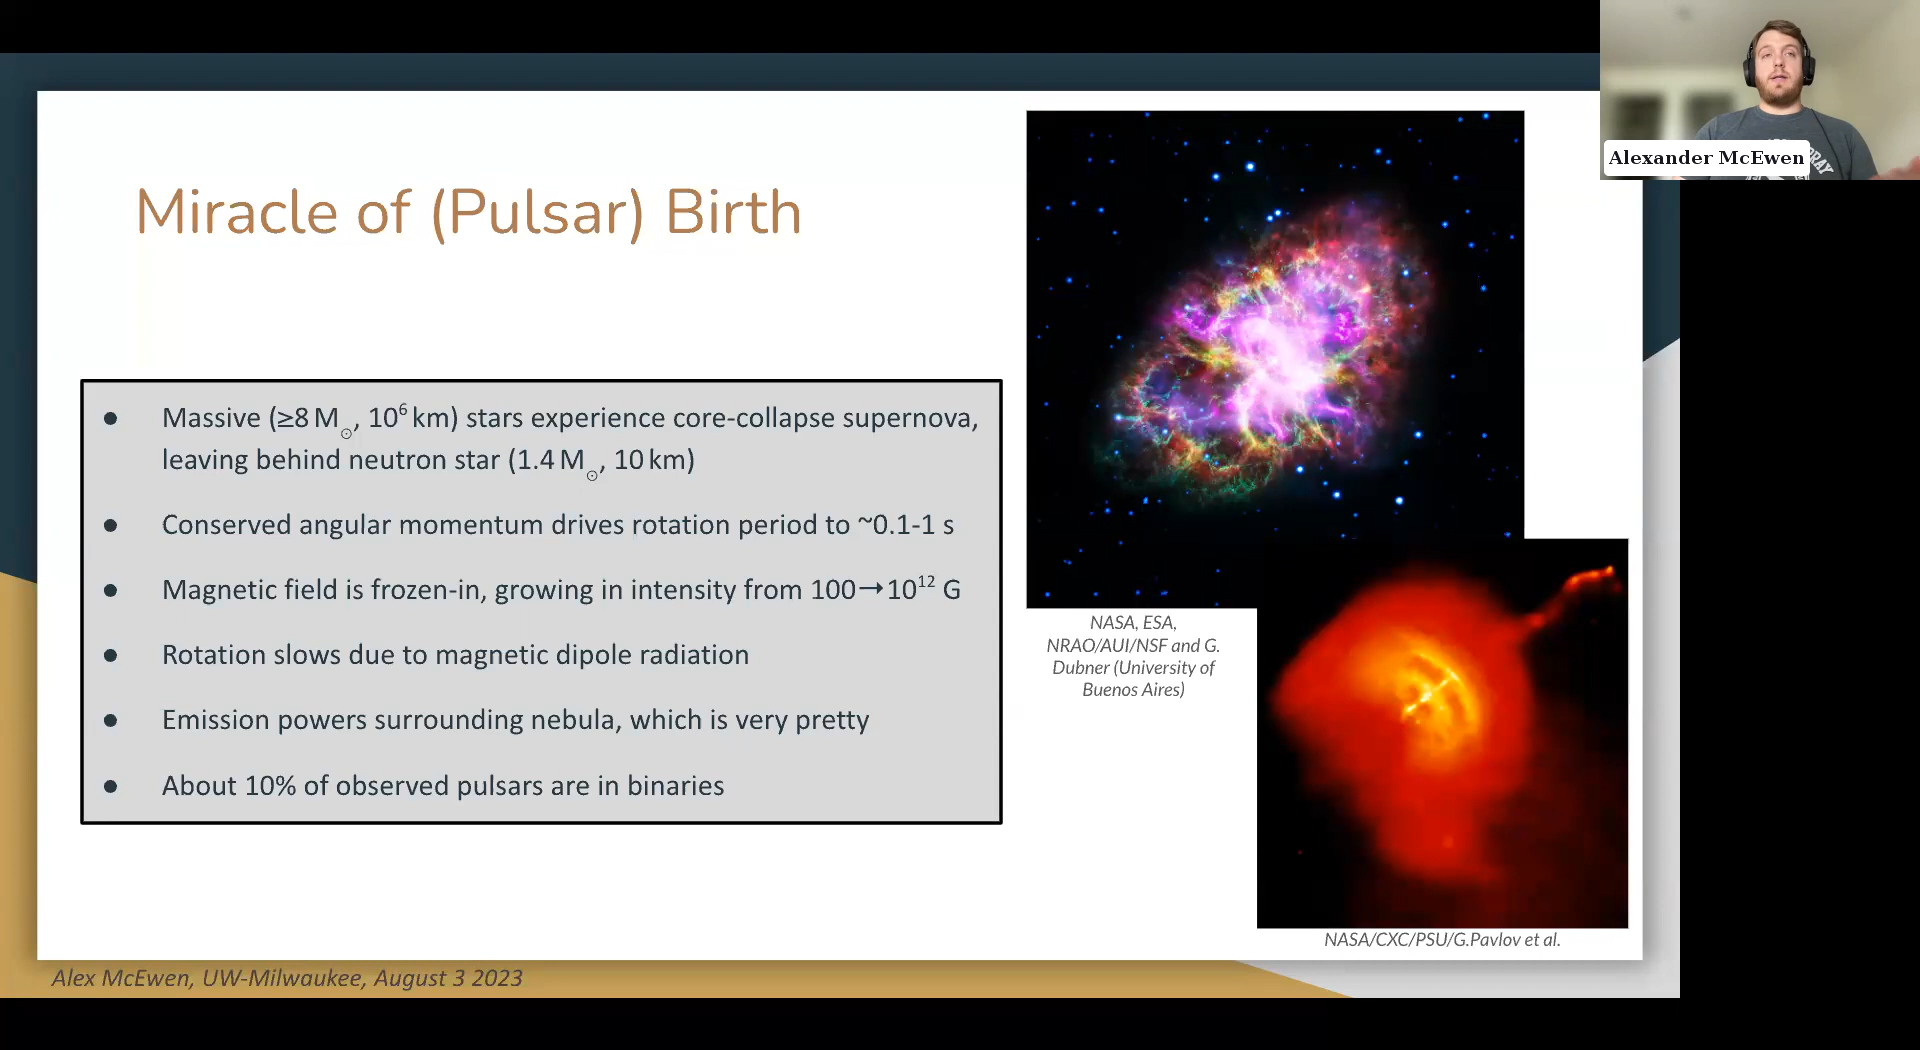 Alexander McEwen
Miracle of (Pulsar) Birth
● Massive (≥8 M☉, 10⁶ km) stars experience core-collapse supernova,
leaving behind neutron star (1.4 M☉, 10 km)
● Conserved angular momentum drives rotation period to ~0.1-1 s
● Magnetic field is frozen-in, growing in intensity from 100→10¹² G
● Rotation slows due to magnetic dipole radiation
● Emission powers surrounding nebula, which is very pretty
● About 10% of observed pulsars are in binaries
NASA, ESA,
NRAO/AUI/NSF and G.
Dubner (University of
Buenos Aires)
NASA/CXC/PSU/G.Pavlov et al.
Alex McEwen, UW-Milwaukee, August 3 2023